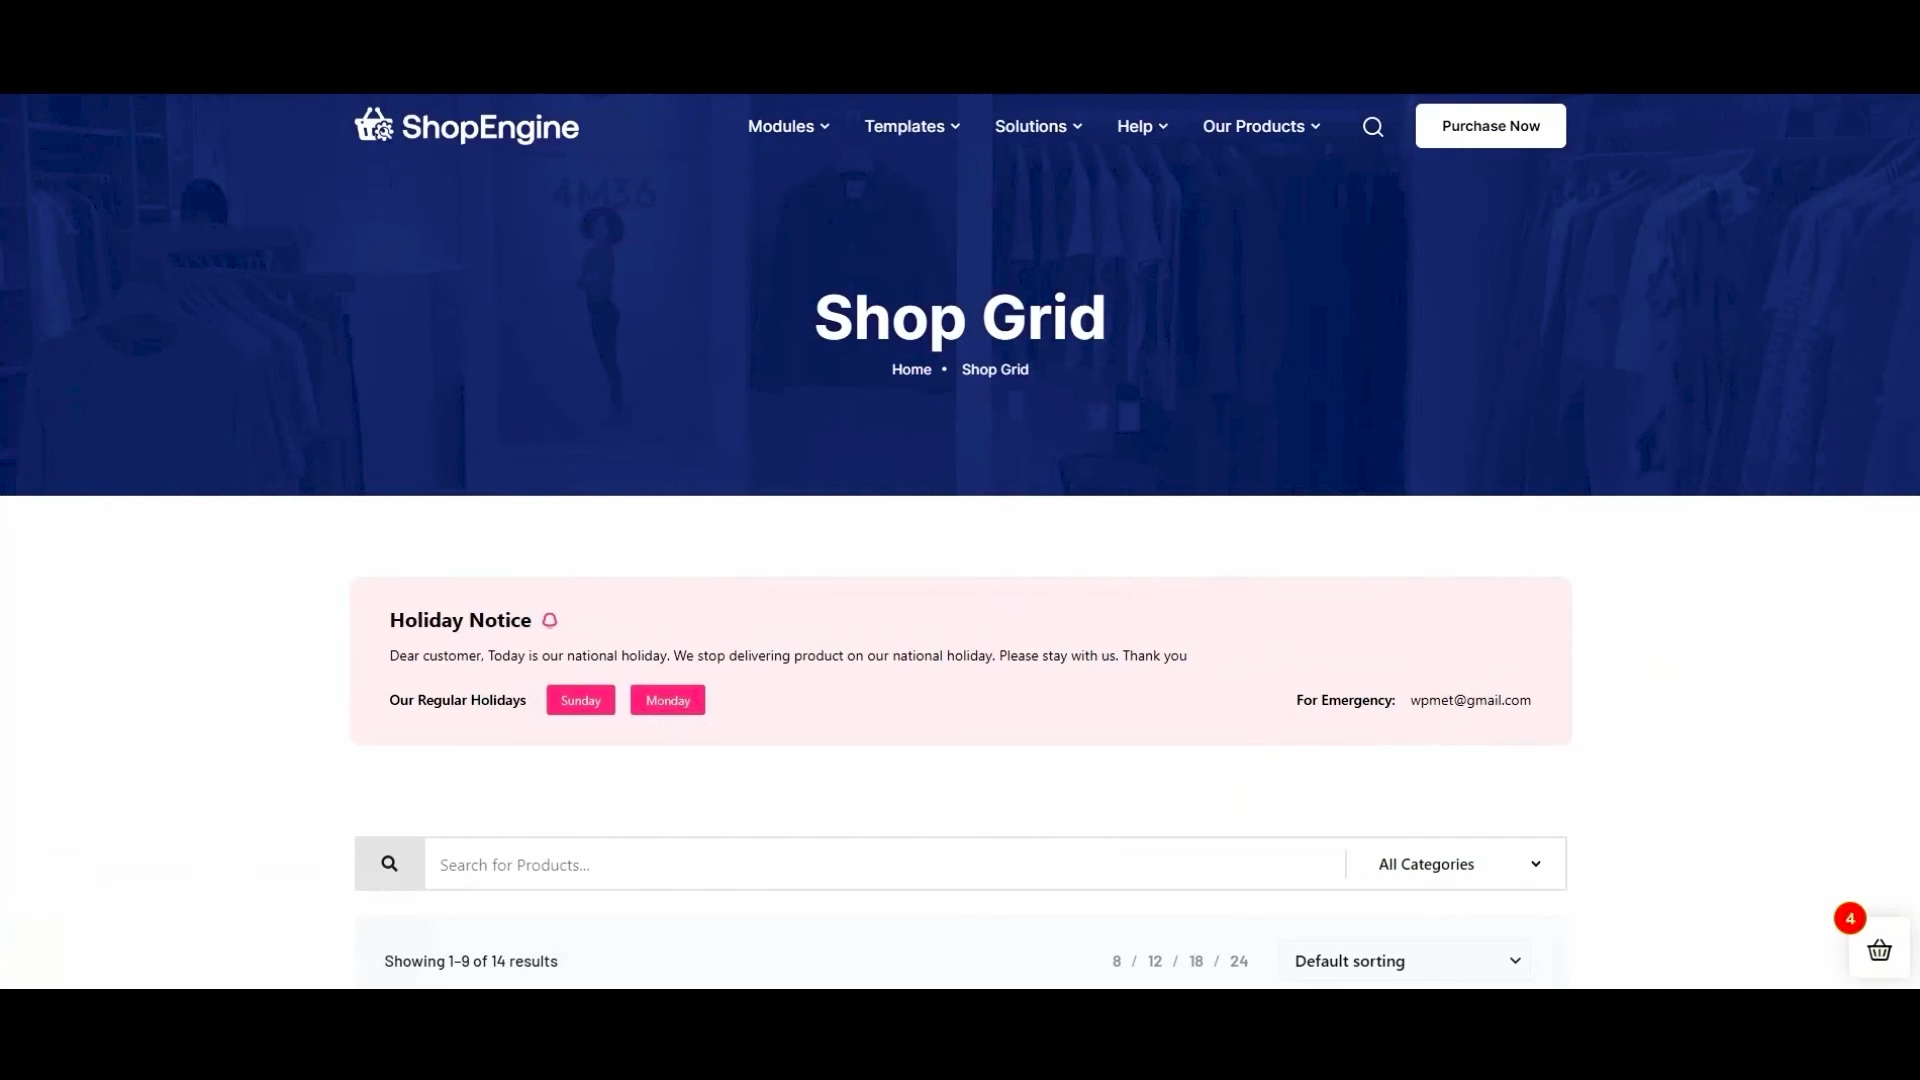 ShopEngine
Modules Templates Solutions Help Our Products Purchase Now
4M36
Shop Grid
Home • Shop Grid
Holiday Notice
Dear customer, Today is our national holiday. We stop delivering product on our national holiday. Please stay with us. Thank you
Our Regular Holidays Sunday Monday For Emergency: wpmet@gmail.com
Search for Products... All Categories
4
Showing 1–9 of 14 results 8 / 12 / 18 / 24 Default sorting